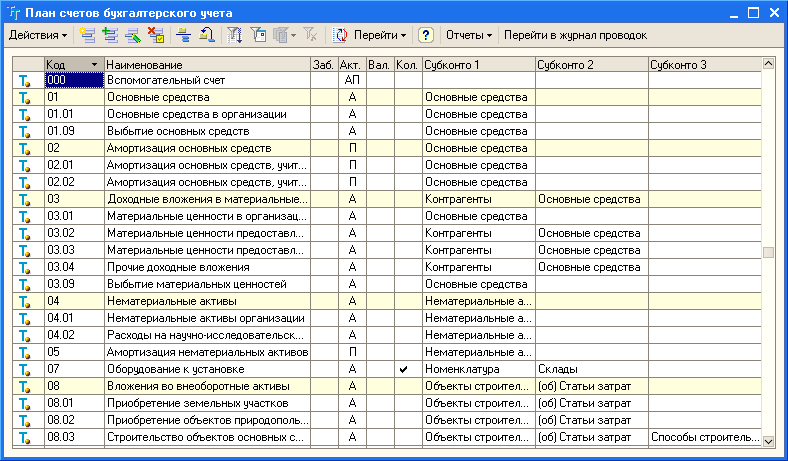 План счетов бухгалтерского учета
Действия Перейти ? Отчеты Перейти в журнал проводок
Код Наименование Заб. Акт. Вал. Кол. Субконто 1 Субконто 2 Субконто 3
000 Вспомогательный счет АП
01 Основные средства А Основные средства
01.01 Основные средства в организации А Основные средства
01.09 Выбытие основных средств А Основные средства
02 Амортизация основных средств П Основные средства
02.01 Амортизация основных средств, учит... П Основные средства
02.02 Амортизация основных средств, учит... П Основные средства
03 Доходные вложения в материальные... А Контрагенты Основные средства
03.01 Материальные ценности в организац... А Основные средства
03.02 Материальные ценности предоставл... А Контрагенты Основные средства
03.03 Материальные ценности предоставл... А Контрагенты Основные средства
03.04 Прочие доходные вложения А Контрагенты Основные средства
03.09 Выбытие материальных ценностей А Основные средства
04 Нематериальные активы А Нематериальные а...
04.01 Нематериальные активы организации А Нематериальные а...
04.02 Расходы на научно-исследовательск... А Нематериальные а...
05 Амортизация нематериальных активов П Нематериальные а...
07 Оборудование к установке А ✔ Номенклатура Склады
08 Вложения во внеоборотные активы А Объекты строител... (об) Статьи затрат
08.01 Приобретение земельных участков А Объекты строител... (об) Статьи затрат
08.02 Приобретение объектов природополь... А Объекты строител... (об) Статьи затрат
08.03 Строительство объектов основных с... А Объекты строител... (об) Статьи затрат Способы строитель...